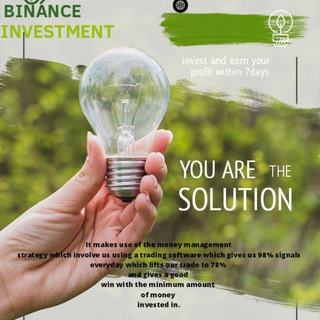 BINANCE
INVESTMENT
invest and earn your
profit within 7days
YOU ARE THE
SOLUTION
It makes use of the money management
strategy which involve us using a trading software which gives us 98% signals
everyday which lifts our trade to 78%
and gives a good
win with the minimum amount
of money
invested in.